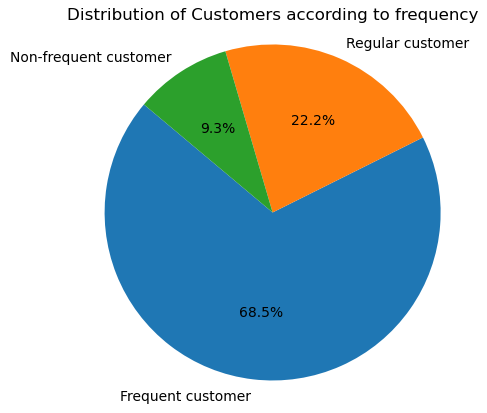 Distribution of Customers according to frequency
Non-frequent customer
Regular customer
9.3%
22.2%
68.5%
Frequent customer